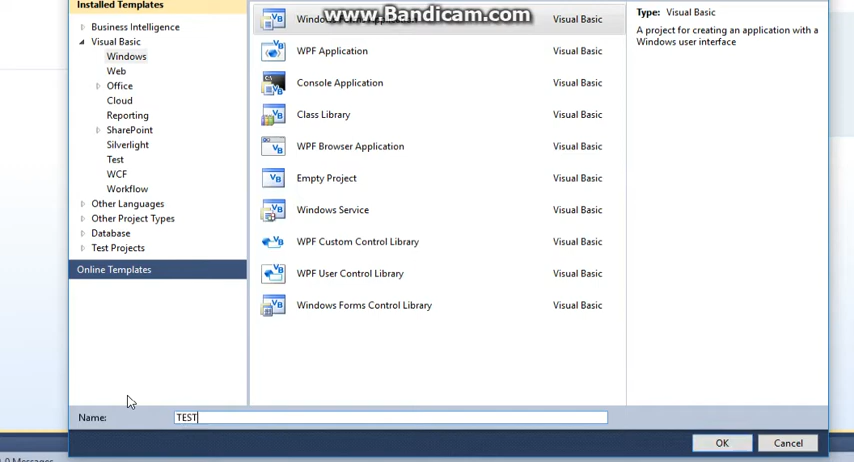 Installed Templates
Business Intelligence
Visual Basic
Windows
Web
Office
Cloud
Reporting
SharePoint
Silverlight
Test
WCF
Workflow
Other Languages
Other Project Types
Database
Test Projects
Online Templates
www.Bandicam.com
Visual Basic
WPF Application Visual Basic
Console Application Visual Basic
Class Library Visual Basic
WPF Browser Application Visual Basic
Empty Project Visual Basic
Windows Service Visual Basic
WPF Custom Control Library Visual Basic
WPF User Control Library Visual Basic
Windows Forms Control Library Visual Basic
Type: Visual Basic
A project for creating an application with a
Windows user interface
Name: TEST
OK Cancel
0 Messages